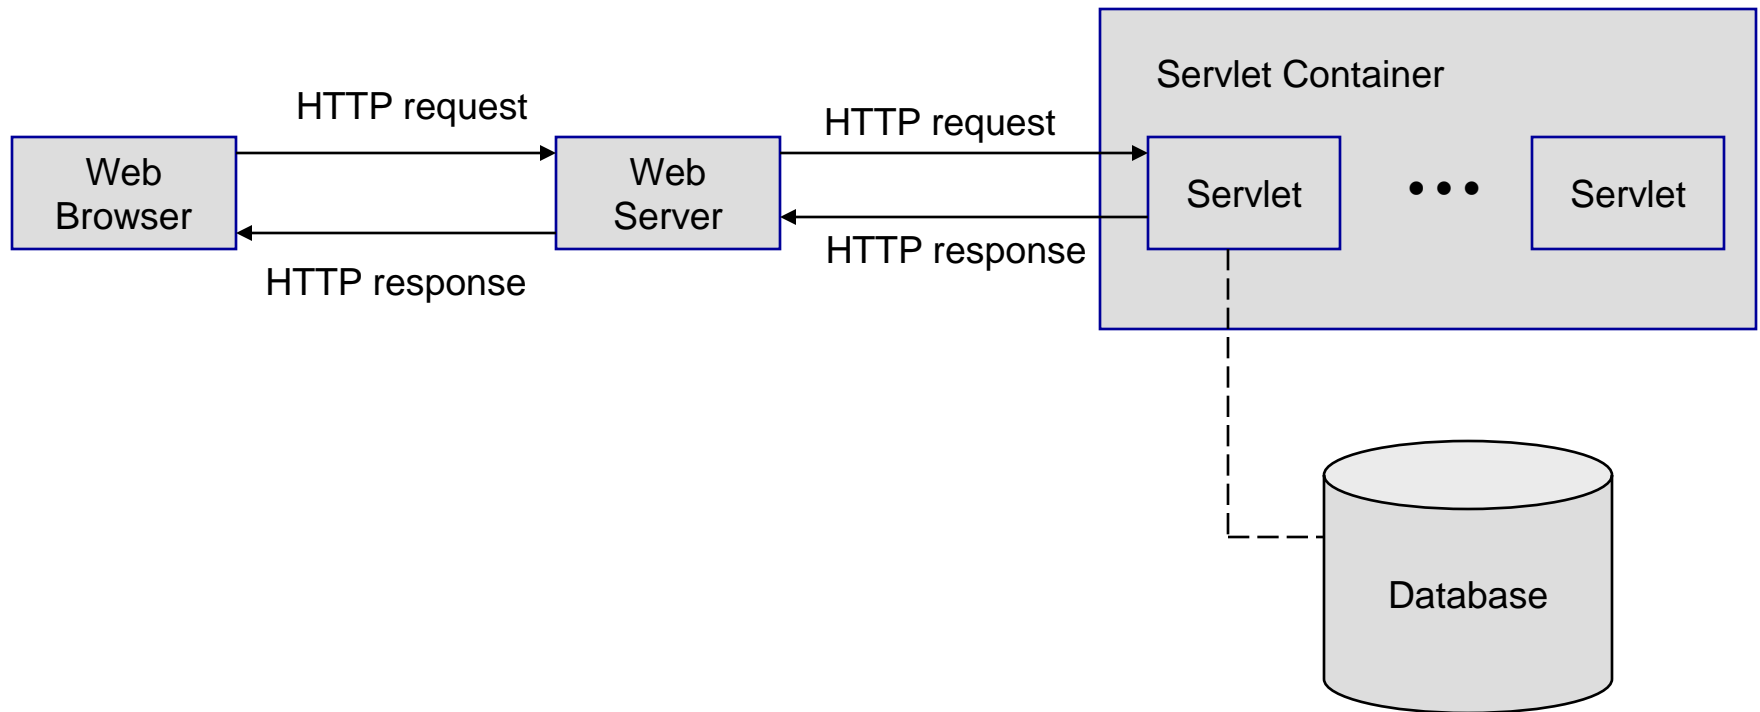 Servlet Container
HTTP request
HTTP request
Web
Browser
Web
Server
Servlet
•••
Servlet
HTTP response
HTTP response
Database